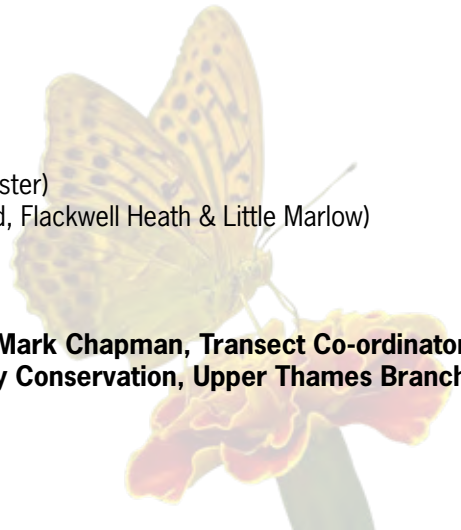 ster)
d, Flackwell Heath & Little Marlow)
Mark Chapman, Transect Co-ordinator
y Conservation, Upper Thames Branch